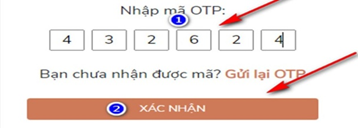 Nhập mã OTP:
1
4 3 2 6 2 4
Bạn chưa nhận được mã? Gửi lại OTP
2 XÁC NHẬN